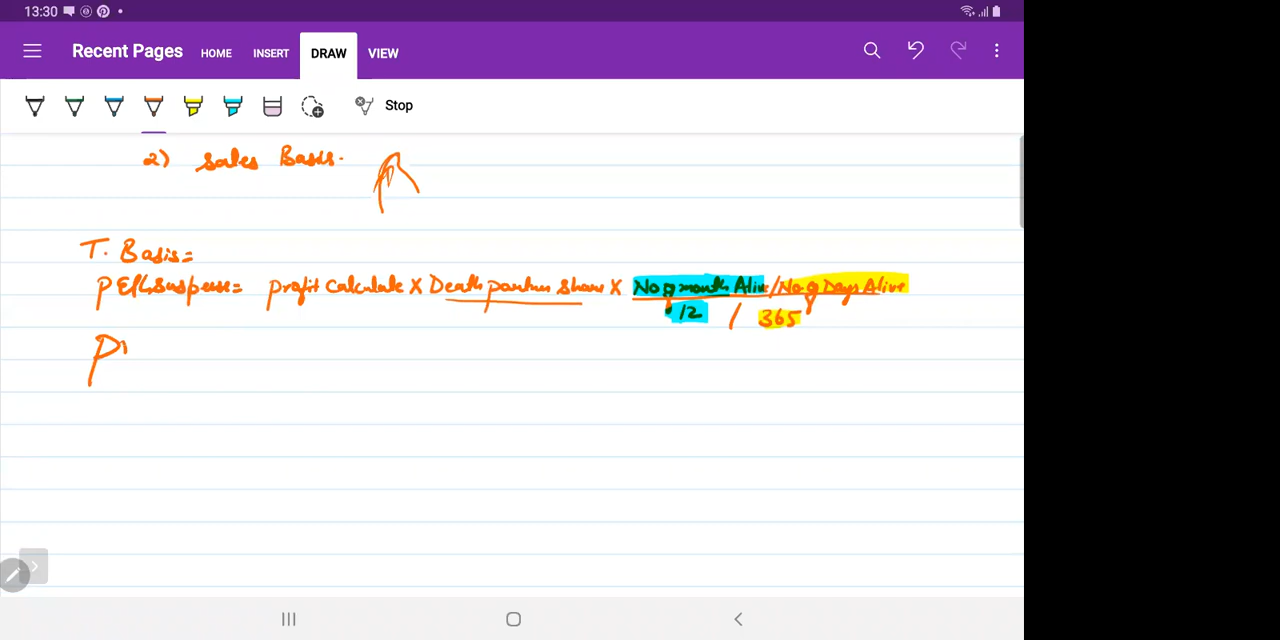 13:30
Recent Pages HOME INSERT DRAW VIEW
Stop
2) Sales Basis.
T. Basis=
P & L Suspense= profit calculate X Death partner share X No of month Alive/No of Days Alive
12 / 365